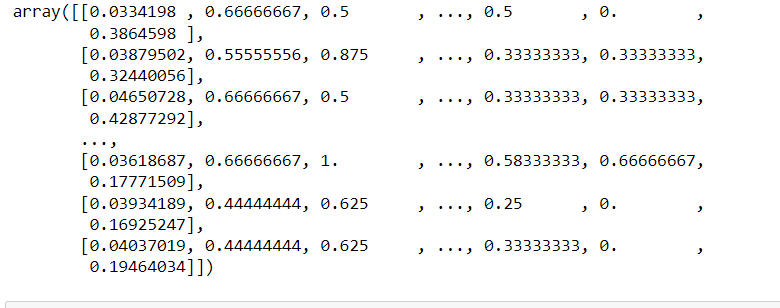 array([[0.0334198 , 0.66666667, 0.5       , ..., 0.5       , 0.        ,
        0.3864598 ],
       [0.03879502, 0.55555556, 0.875     , ..., 0.33333333, 0.33333333,
        0.32440056],
       [0.04650728, 0.66666667, 0.5       , ..., 0.33333333, 0.33333333,
        0.42877292],
       ...,
       [0.03618687, 0.66666667, 1.        , ..., 0.58333333, 0.66666667,
        0.17771509],
       [0.03934189, 0.44444444, 0.625     , ..., 0.25      , 0.        ,
        0.16925247],
       [0.04037019, 0.44444444, 0.625     , ..., 0.33333333, 0.        ,
        0.19464034]])